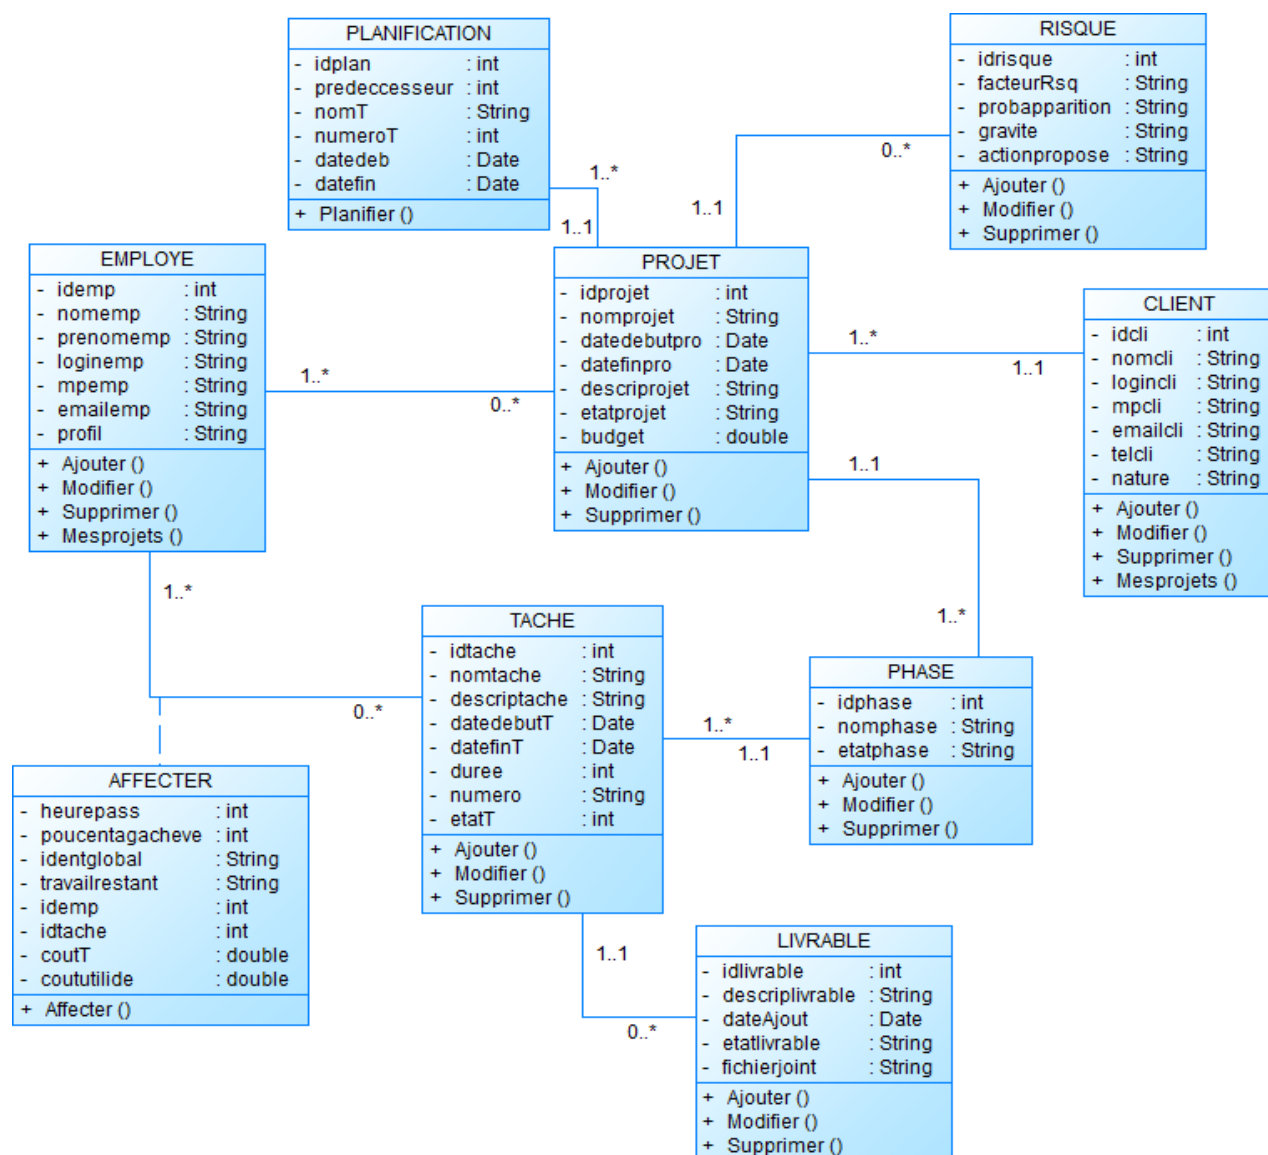 PLANIFICATION
- idplan : int
- predeccesseur : int
- nomT : String
- numeroT : int
- datedeb : Date
- datefin : Date
+ Planifier ()
RISQUE
- idrisque : int
- facteurRsq : String
- probapparition : String
- gravite : String
- actionpropose : String
+ Ajouter ()
+ Modifier ()
+ Supprimer ()
1..*
1..1
0..*
1..1
EMPLOYE
- idemp : int
- nomemp : String
- prenomemp : String
- loginemp : String
- mpemp : String
- emailemp : String
- profil : String
+ Ajouter ()
+ Modifier ()
+ Supprimer ()
+ Mesprojets ()
1..*
0..*
PROJET
- idprojet : int
- nomprojet : String
- datedebutpro : Date
- datefinpro : Date
- descriprojet : String
- etatprojet : String
- budget : double
+ Ajouter ()
+ Modifier ()
+ Supprimer ()
1..*
1..1
CLIENT
- idcli : int
- nomcli : String
- logincli : String
- mpcli : String
- emailcli : String
- telcli : String
- nature : String
+ Ajouter ()
+ Modifier ()
+ Supprimer ()
+ Mesprojets ()
1..1
1..*
1..*
0..*
TACHE
- idtache : int
- nomtache : String
- descriptache : String
- datedebutT : Date
- datefinT : Date
- duree : int
- numero : String
- etatT : int
+ Ajouter ()
+ Modifier ()
+ Supprimer ()
1..*
1..1
PHASE
- idphase : int
- nomphase : String
- etatphase : String
+ Ajouter ()
+ Modifier ()
+ Supprimer ()
AFFECTER
- heurepass : int
- poucentagacheve : int
- identglobal : String
- travailrestant : String
- idemp : int
- idtache : int
- coutT : double
- coututilide : double
+ Affecter ()
1..1
0..*
LIVRABLE
- idlivrable : int
- descriplivrable : String
- dateAjout : Date
- etatlivrable : String
- fichierjoint : String
+ Ajouter ()
+ Modifier ()
+ Supprimer ()